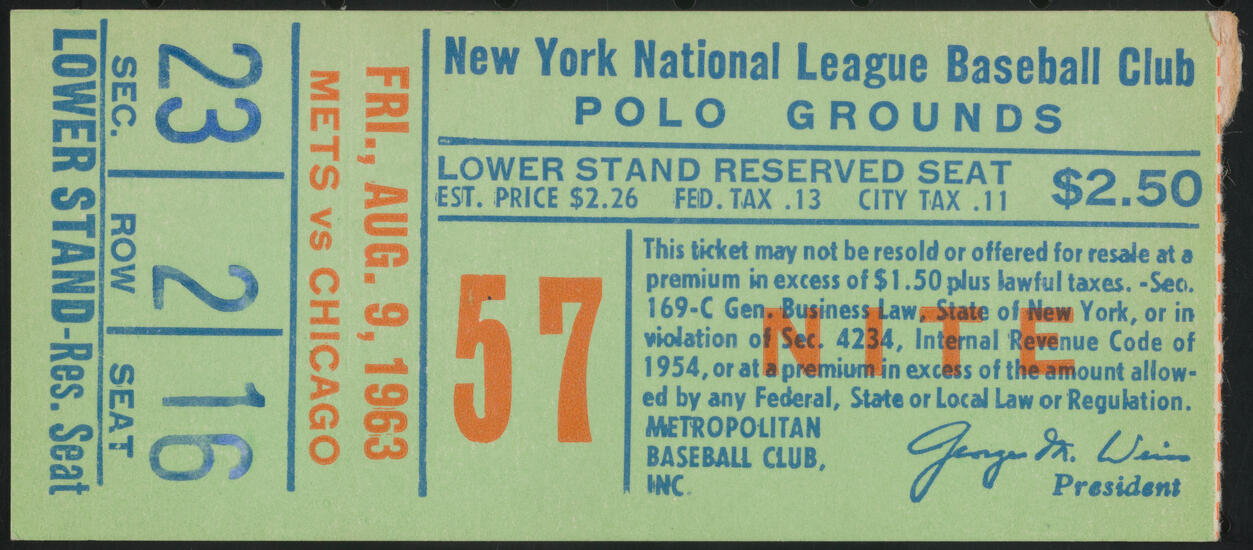 LOWER STAND-Res. Seat
SEC. 23
ROW 2
SEAT 16
FRI., AUG. 9, 1963
METS vs CHICAGO
New York National League Baseball Club
POLO GROUNDS
LOWER STAND RESERVED SEAT
EST. PRICE $2.26 FED. TAX .13 CITY TAX .11
$2.50
57
This ticket may not be resold or offered for resale at a
premium in excess of $1.50 plus lawful taxes. -Sec.
169-C Gen. Business Law, State of New York, or in
violation of Sec. 4234, Internal Revenue Code of
1954, or at a premium in excess of the amount allow-
ed by any Federal, State or Local Law or Regulation.
NITE
METROPOLITAN
BASEBALL CLUB,
INC.
George M. Weiss
President